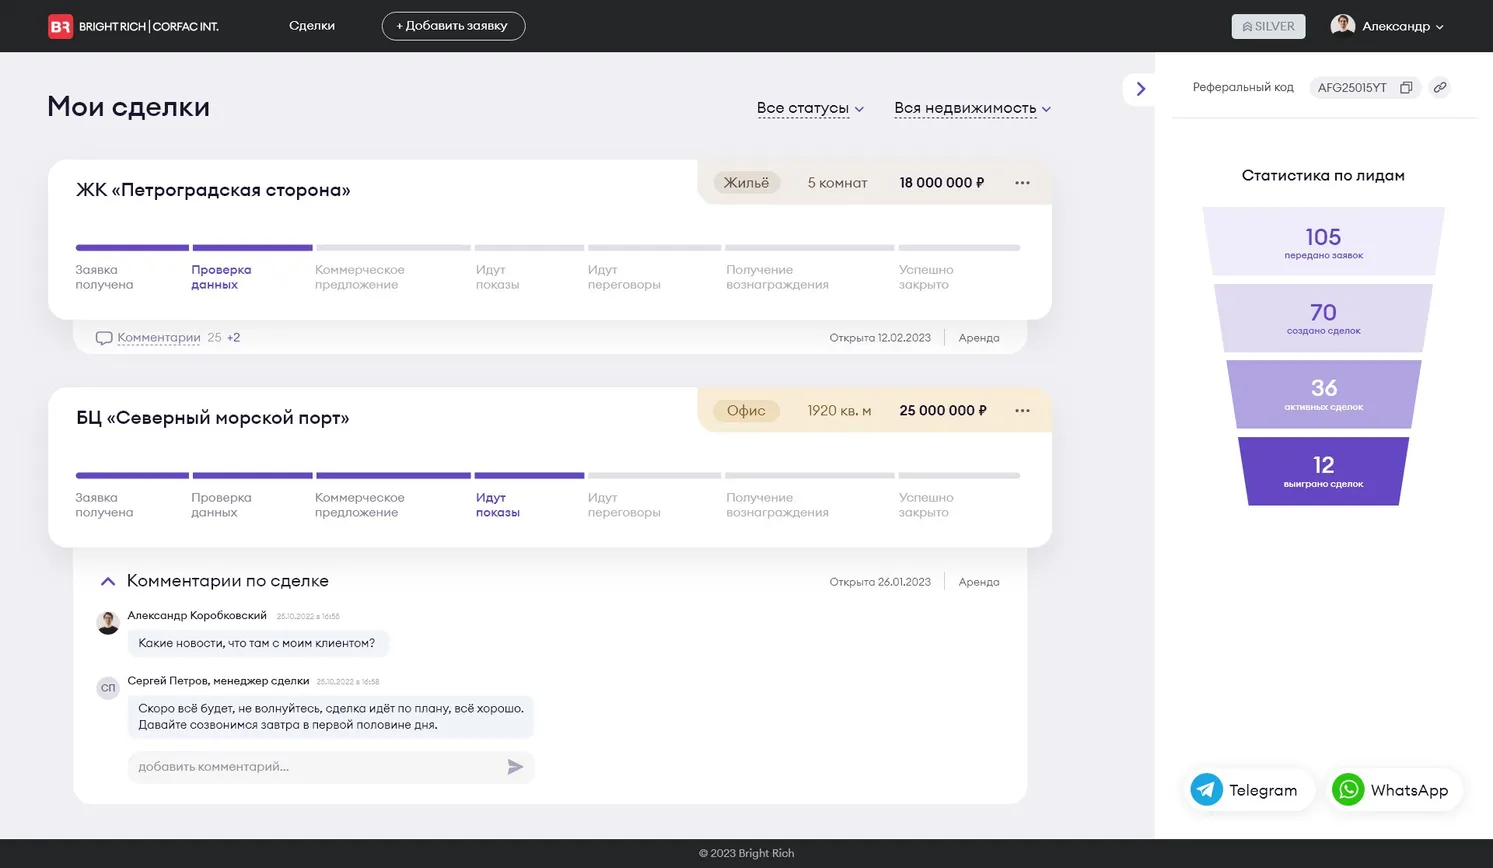 BR BRIGHT RICH | CORFAC INT.
Сделки
+ Добавить заявку
SILVER
Александр
Мои сделки
Все статусы
Вся недвижимость
Реферальный код
AFG25015YT
ЖК «Петроградская сторона»
Жильё
5 комнат
18 000 000 ₽
Заявка
получена
Проверка
данных
Коммерческое
предложение
Идут
показы
Идут
переговоры
Получение
вознаграждения
Успешно
закрыто
Комментарии 25 +2
Открыта 12.02.2023
Аренда
БЦ «Северный морской порт»
Офис
1920 кв. м
25 000 000 ₽
Заявка
получена
Проверка
данных
Коммерческое
предложение
Идут
показы
Идут
переговоры
Получение
вознаграждения
Успешно
закрыто
Комментарии по сделке
Открыта 26.01.2023
Аренда
Александр Коробковский 25.10.2022 в 16:56
Какие новости, что там с моим клиентом?
СП
Сергей Петров, менеджер сделки 25.10.2022 в 16:58
Скоро всё будет, не волнуйтесь, сделка идёт по плану, всё хорошо.
Давайте созвонимся завтра в первой половине дня.
добавить комментарий...
Статистика по лидам
105
передано заявок
70
создано сделок
36
активных сделок
12
выиграно сделок
Telegram
WhatsApp
© 2023 Bright Rich